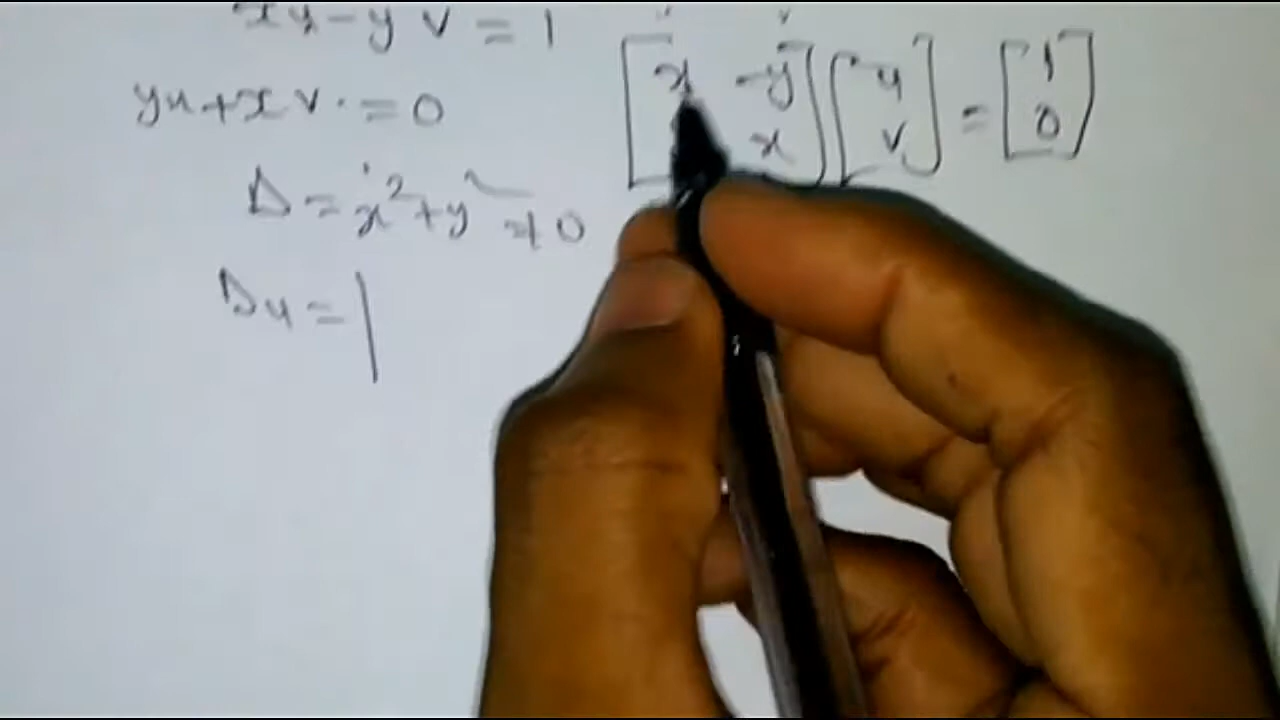 xu - yv = 1
yu + xv . = 0
Δ = x² + y² ≠ 0
Δu = |
[ x -y
x ] [ u
v ] = [ 1
0 ]